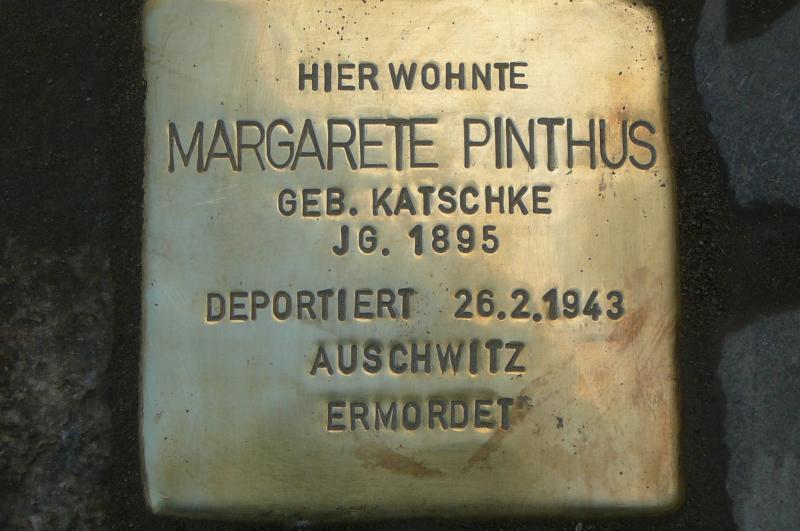 HIER WOHNTE
MARGARETE PINTHUS
GEB. KATSCHKE
JG. 1895
DEPORTIERT 26.2.1943
AUSCHWITZ
ERMORDET